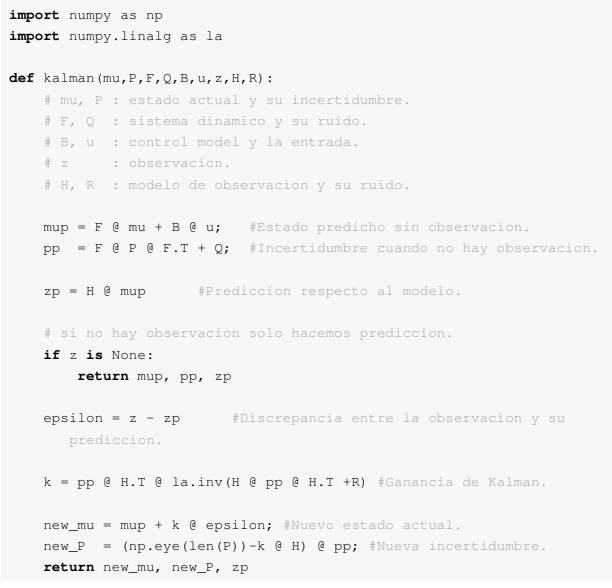 import numpy as np
import numpy.linalg as la
def kalman(mu,P,F,Q,B,u,z,H,R):
# mu, P : estado actual y su incertidumbre.
# F, Q : sistema dinamico y su ruido.
# B, u : control model y la entrada.
# z : observacion.
# H, R : modelo de observacion y su ruido.
mup = F @ mu + B @ u; #Estado predicho sin observacion.
pp = F @ P @ F.T + Q; #Incertidumbre cuando no hay observacion.
zp = H @ mup #Prediccion respecto al modelo.
# si no hay observacion solo hacemos prediccion.
if z is None:
return mup, pp, zp
epsilon = z - zp #Discrepancia entre la observacion y su
prediccion.
k = pp @ H.T @ la.inv(H @ pp @ H.T +R) #Ganancia de Kalman.
new_mu = mup + k @ epsilon; #Nuevo estado actual.
new_P = (np.eye(len(P))-k @ H) @ pp; #Nueva incertidumbre.
return new_mu, new_P, zp